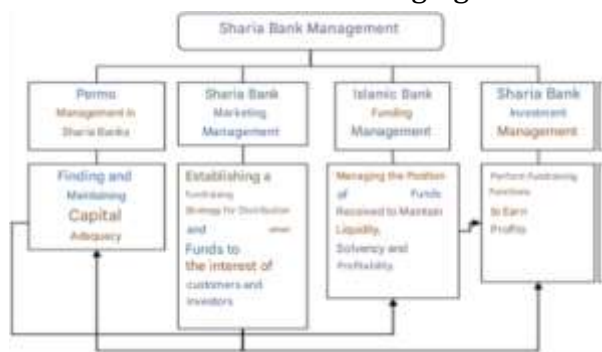 Sharia Bank Management
Permo
Management in
Sharia Banks
Sharia Bank
Marketing
Management
Islamic Bank
Funding
Management
Sharia Bank
Investment
Management
Finding and
Maintaining
Capital
Adequacy
Establishing a
Fundraising
Strategy for Distribution
and
Funds to
the interest of
customers and
investors
Managing the Position
of Funds
Received to Maintain
Liquidity,
Solvency and
Profitability.
Perform Fundraising
Functions
to Earn
Profits